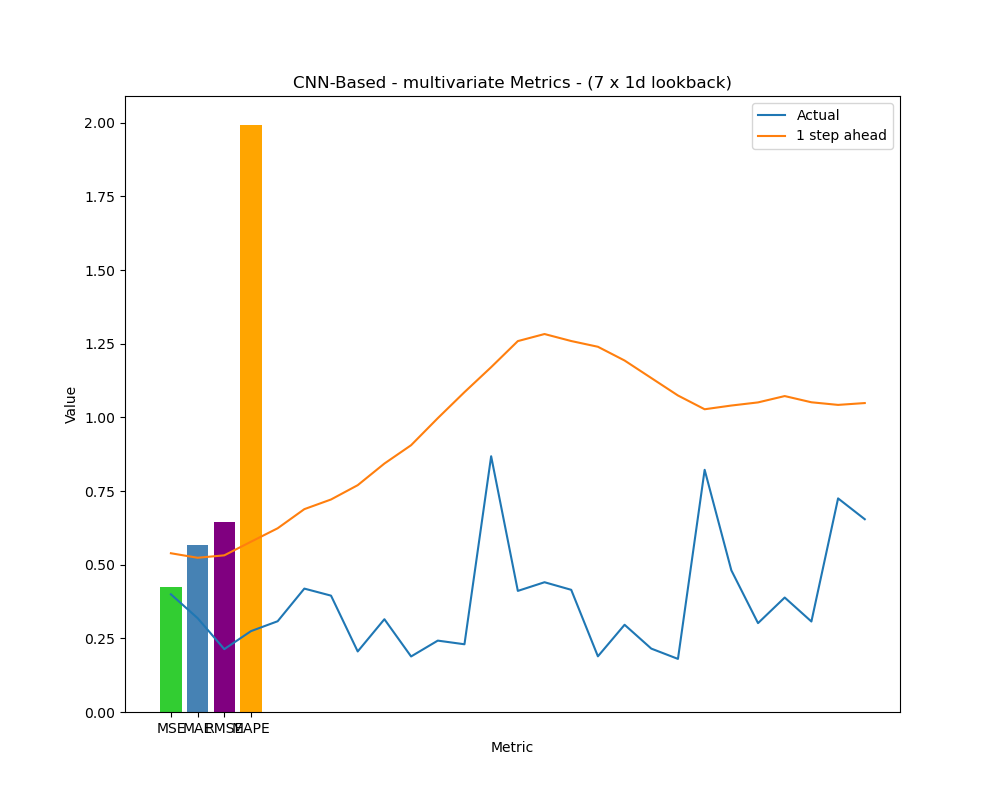 CNN-Based - multivariate Metrics - (7 x 1d lookback)
Actual
1 step ahead
2.00
1.75
1.50
1.25
1.00
0.75
0.50
0.25
0.00
Value
MSE MAE RMSE MAPE
Metric